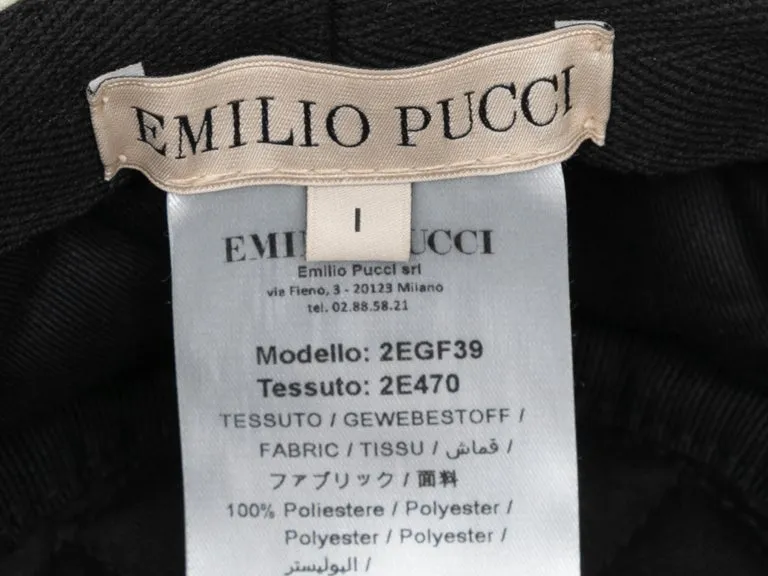 EMILIO PUCCI
I
EMI UCCI
Emilio Pucci srl
via Fieno, 3 - 20123 Milano
tel. 02.88.58.21
Modello: 2EGF39
Tessuto: 2E470
TESSUTO / GEWEBESTOFF /
FABRIC / TISSU / قماش /
ファブリック / 面料
100% Poliestere / Polyester /
Polyester / Polyester /
البوليستر /